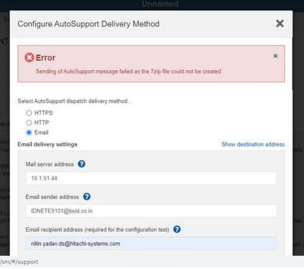 Unnamed
Configure AutoSupport Delivery Method
Error
Sending of AutoSupport message failed as the 7zip file could not be created.
Select AutoSupport dispatch delivery method...
HTTPS
HTTP
Email
Email delivery settings
Show destination address
Mail server address
10.1.51.44
Email sender address
IDNETE0101@bsid.co.in
Email recipient address (required for the configuration test)
nitin yadav.ds@hitachi-systems.com
/sm/#/support